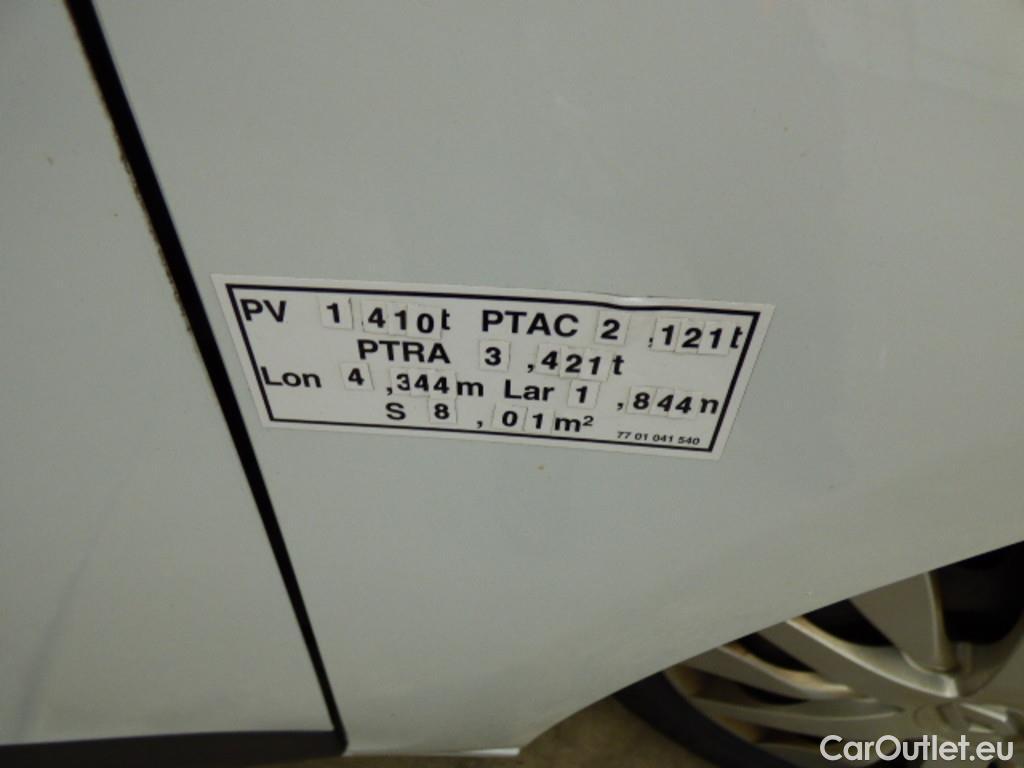 PV 1 410t PTAC 2 ,121t
PTRA 3 ,421t
Lon 4 ,344m Lar 1 ,844n
S 8 ,01m²
77 01 041 540
CarOutlet.eu